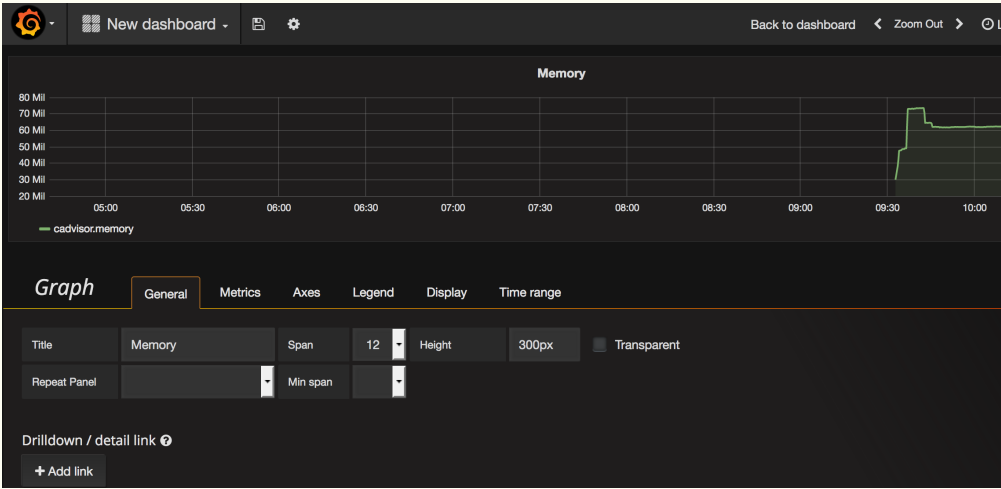 New dashboard
Back to dashboard
Zoom Out
Memory
80 Mil
70 Mil
60 Mil
50 Mil
40 Mil
30 Mil
20 Mil
05:00 05:30 06:00 06:30 07:00 07:30 08:00 08:30 09:00 09:30 10:00
cadvisor.memory
Graph General Metrics Axes Legend Display Time range
Title Memory Span 12 Height 300px Transparent
Repeat Panel Min span
Drilldown / detail link ?
+ Add link